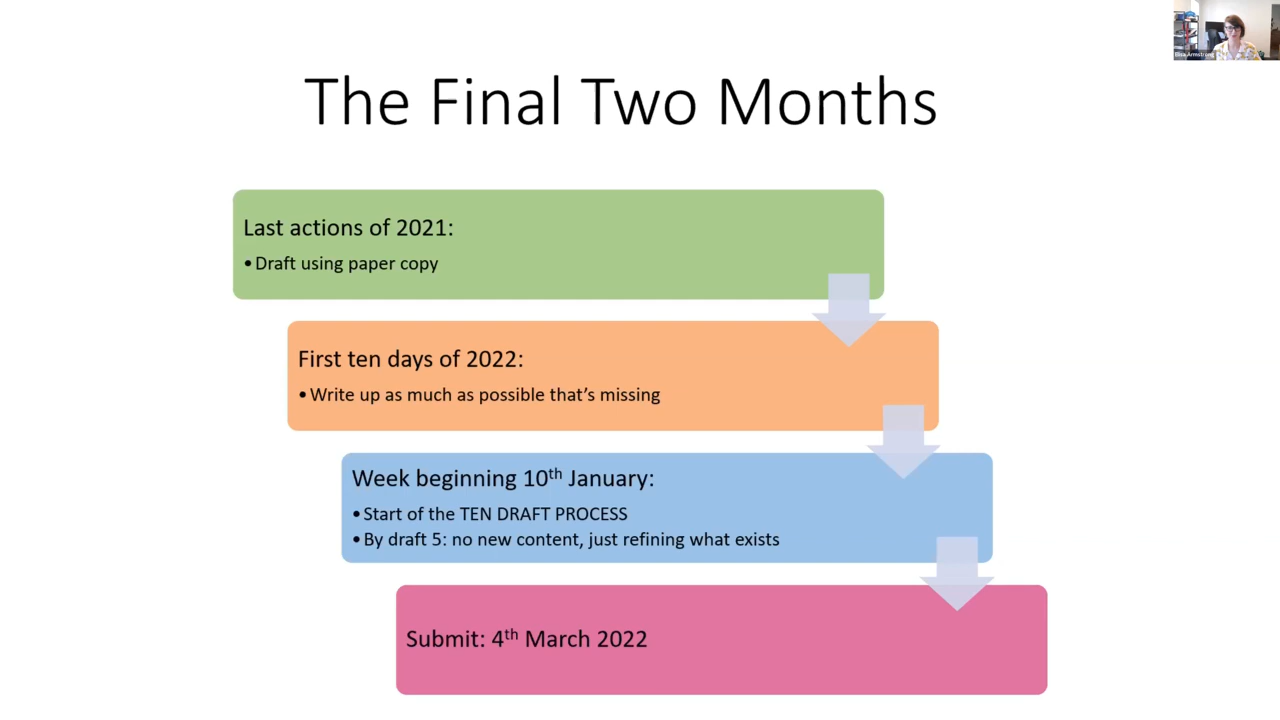 Elisa Armstrong
The Final Two Months
Last actions of 2021:
• Draft using paper copy
First ten days of 2022:
• Write up as much as possible that’s missing
Week beginning 10th January:
• Start of the TEN DRAFT PROCESS
• By draft 5: no new content, just refining what exists
Submit: 4th March 2022